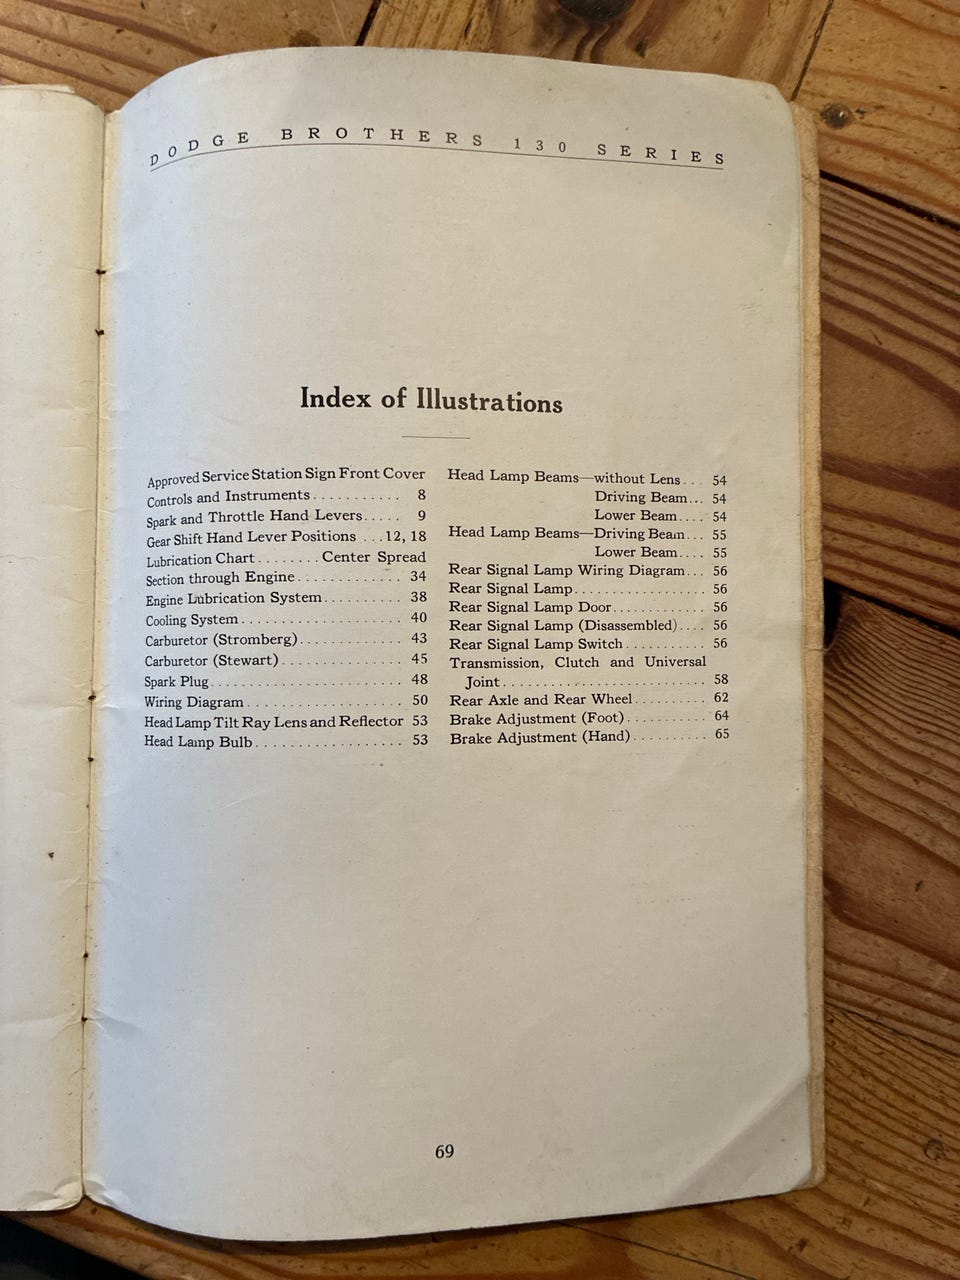 DODGE BROTHERS 130 SERIES
Index of Illustrations
Approved Service Station Sign Front Cover
Controls and Instruments........... 8
Spark and Throttle Hand Levers..... 9
Gear Shift Hand Lever Positions ...12, 18
Lubrication Chart........Center Spread
Section through Engine............. 34
Engine Lubrication System.......... 38
Cooling System.................... 40
Carburetor (Stromberg)............. 43
Carburetor (Stewart)............... 45
Spark Plug........................ 48
Wiring Diagram.................... 50
Head Lamp Tilt Ray Lens and Reflector 53
Head Lamp Bulb.................. 53
Head Lamp Beams—without Lens... 54
Driving Beam... 54
Lower Beam.... 54
Head Lamp Beams—Driving Beam... 55
Lower Beam.... 55
Rear Signal Lamp Wiring Diagram... 56
Rear Signal Lamp.................. 56
Rear Signal Lamp Door............. 56
Rear Signal Lamp (Disassembled).... 56
Rear Signal Lamp Switch........... 56
Transmission, Clutch and Universal
Joint............................ 58
Rear Axle and Rear Wheel.......... 62
Brake Adjustment (Foot)........... 64
Brake Adjustment (Hand).......... 65
69